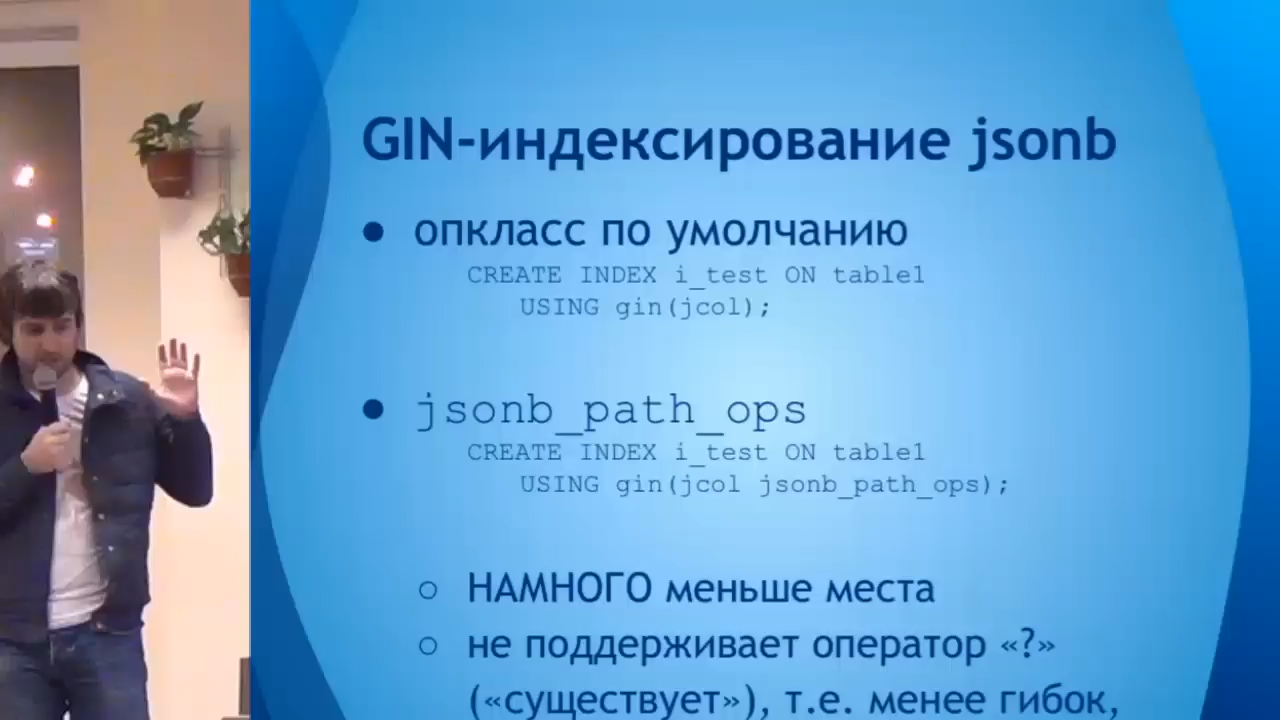 GIN-индексирование jsonb
● опкласс по умолчанию
CREATE INDEX i_test ON table1
USING gin(jcol);
● jsonb_path_ops
CREATE INDEX i_test ON table1
USING gin(jcol jsonb_path_ops);
○ НАМНОГО меньше места
○ не поддерживает оператор «?»
(«существует»), т.е. менее гибок,